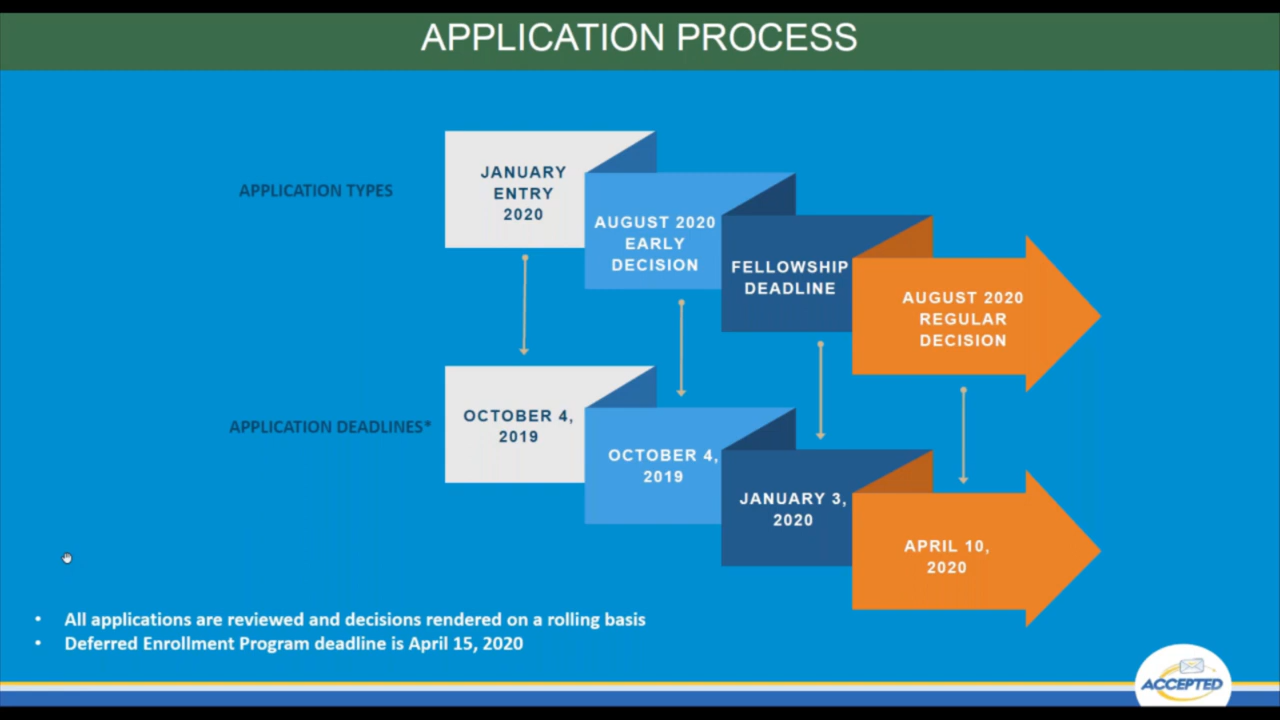 APPLICATION PROCESS
APPLICATION TYPES
JANUARY
ENTRY
2020
AUGUST 2020
EARLY
DECISION
FELLOWSHIP
DEADLINE
AUGUST 2020
REGULAR
DECISION
APPLICATION DEADLINES*
OCTOBER 4,
2019
OCTOBER 4,
2019
JANUARY 3,
2020
APRIL 10,
2020
• All applications are reviewed and decisions rendered on a rolling basis
• Deferred Enrollment Program deadline is April 15, 2020
ACCEPTED